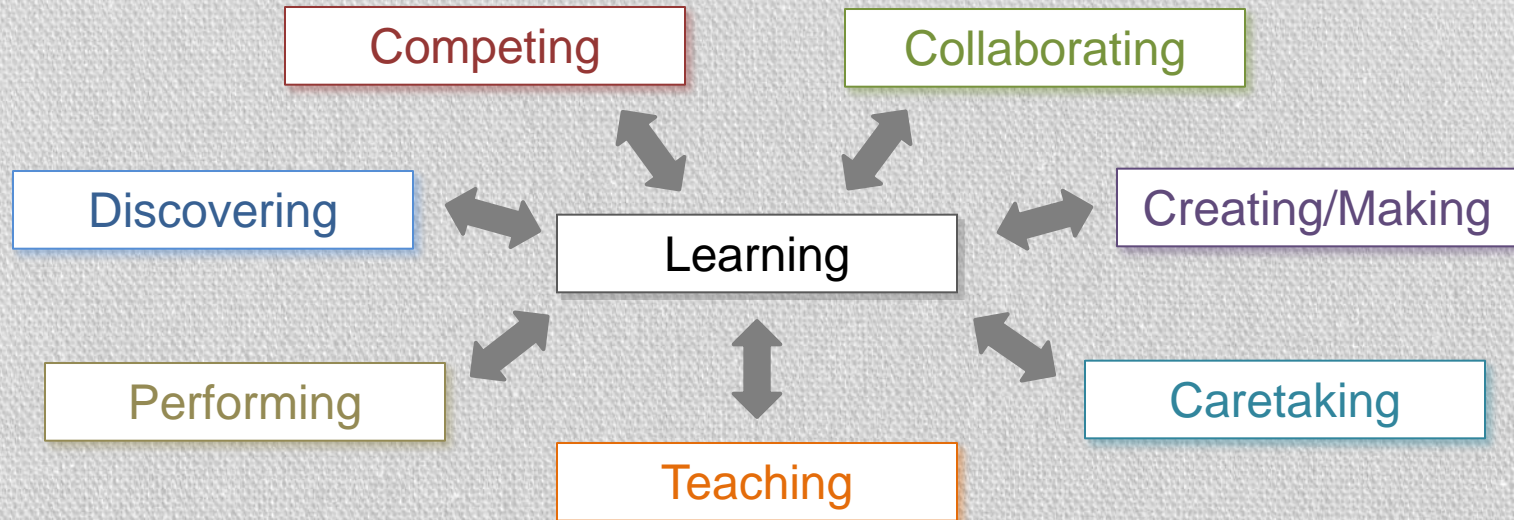 Competing
Collaborating
Discovering
Creating/Making
Learning
Performing
Caretaking
Teaching